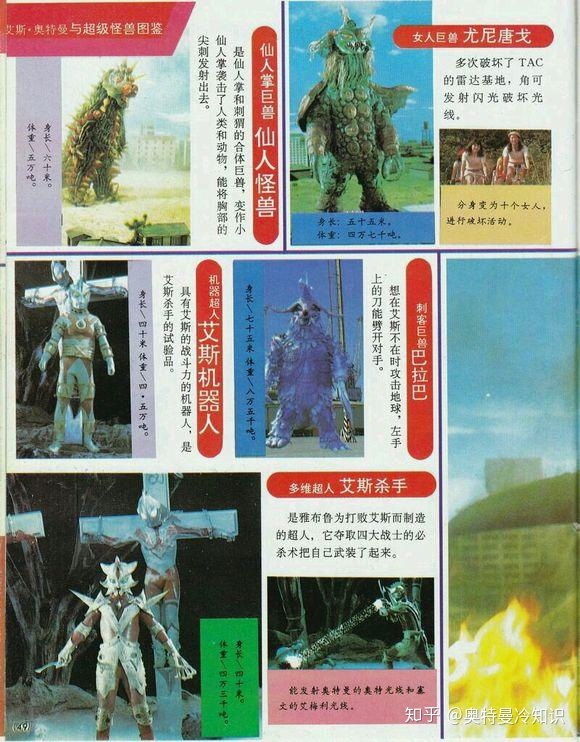 艾斯·奥特曼与超级怪兽图鉴
仙人掌巨兽 仙人怪兽
是仙人掌和刺猬的合体巨兽，变作小
仙人掌袭击了人类和动物，能将胸部的
尖刺发射出去。
身长＼六十米。
体重＼五万吨。
女人巨兽 尤尼唐戈
多次破坏了 TAC
的雷达基地，角可
发射闪光破坏光
线。
分身变为十个女人，
进行破坏活动。
身长：五十五米。
体重：四万七千吨。
机器超人 艾斯机器人
具有艾斯的战斗力的机器人，是
艾斯杀手的试验品。
身长＼四十米 体重＼四·五万吨。
刺客巨兽 巴拉巴
想在艾斯不在时攻击地球，左手
上的刀能劈开对手。
身长＼七十五米 体重＼八万五千吨。
多维超人 艾斯杀手
是雅布鲁为打败艾斯而制造
的超人，它夺取四大战士的必
杀术把自己武装了起来。
身长＼四十米。
体重＼四万三千吨。
能发射奥特曼的奥特光线和塞
文的艾梅利光线。
49
知乎 @奥特曼冷知识